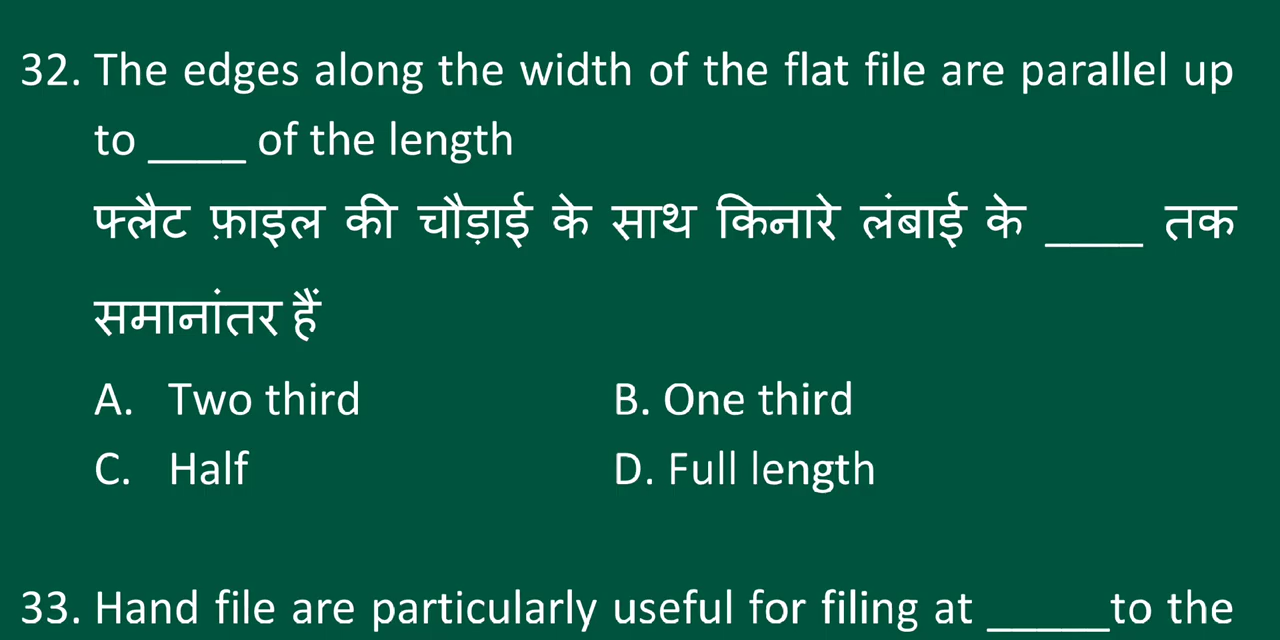 32. The edges along the width of the flat file are parallel up
to ____ of the length
फ्लैट फ़ाइल की चौड़ाई के साथ किनारे लंबाई के ____ तक
समानांतर हैं
A. Two third B. One third
C. Half D. Full length
33. Hand file are particularly useful for filing at _____to the